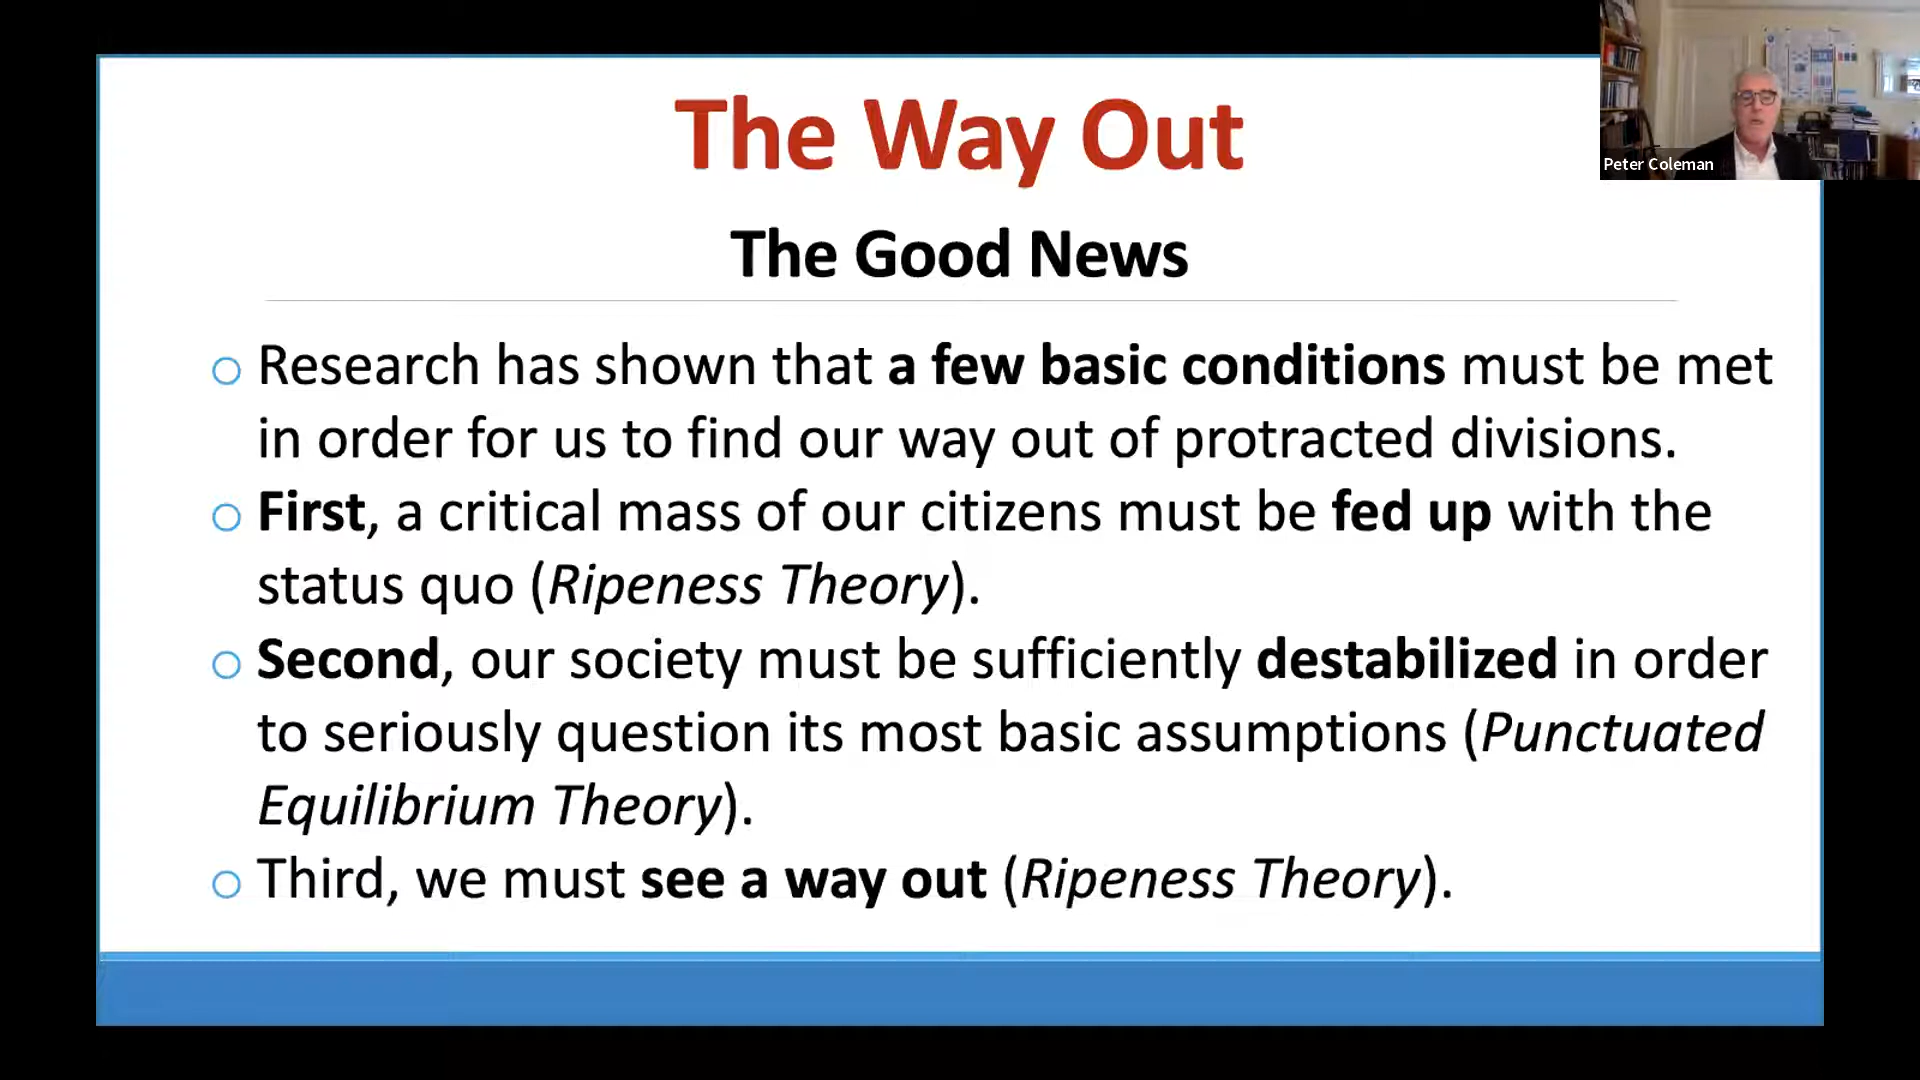 The Way Out
Peter Coleman
The Good News
Research has shown that a few basic conditions must be met
in order for us to find our way out of protracted divisions.
First, a critical mass of our citizens must be fed up with the
status quo (Ripeness Theory).
Second, our society must be sufficiently destabilized in order
to seriously question its most basic assumptions (Punctuated
Equilibrium Theory).
Third, we must see a way out (Ripeness Theory).